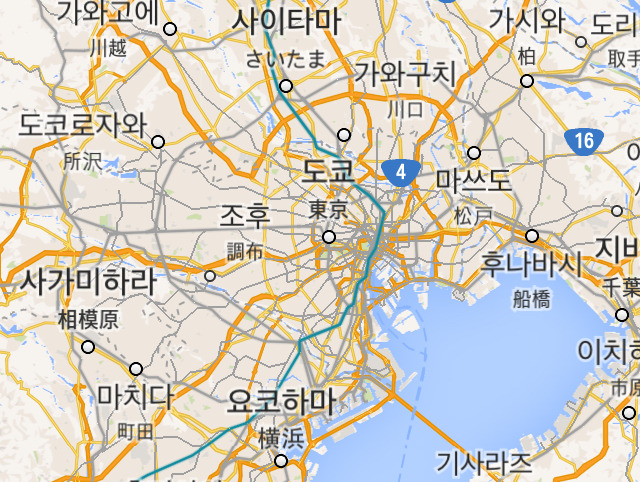 가와고에
川越
사이타마
さいたま
가시와
柏
도리
取手
가와구치
川口
도코로자와
所沢
16
4
도쿄
東京
마쓰도
松戸
조후
調布
후나바시
船橋
지바
千葉
사가미하라
相模原
이치하
市原
마치다
町田
요코하마
横浜
기사라즈